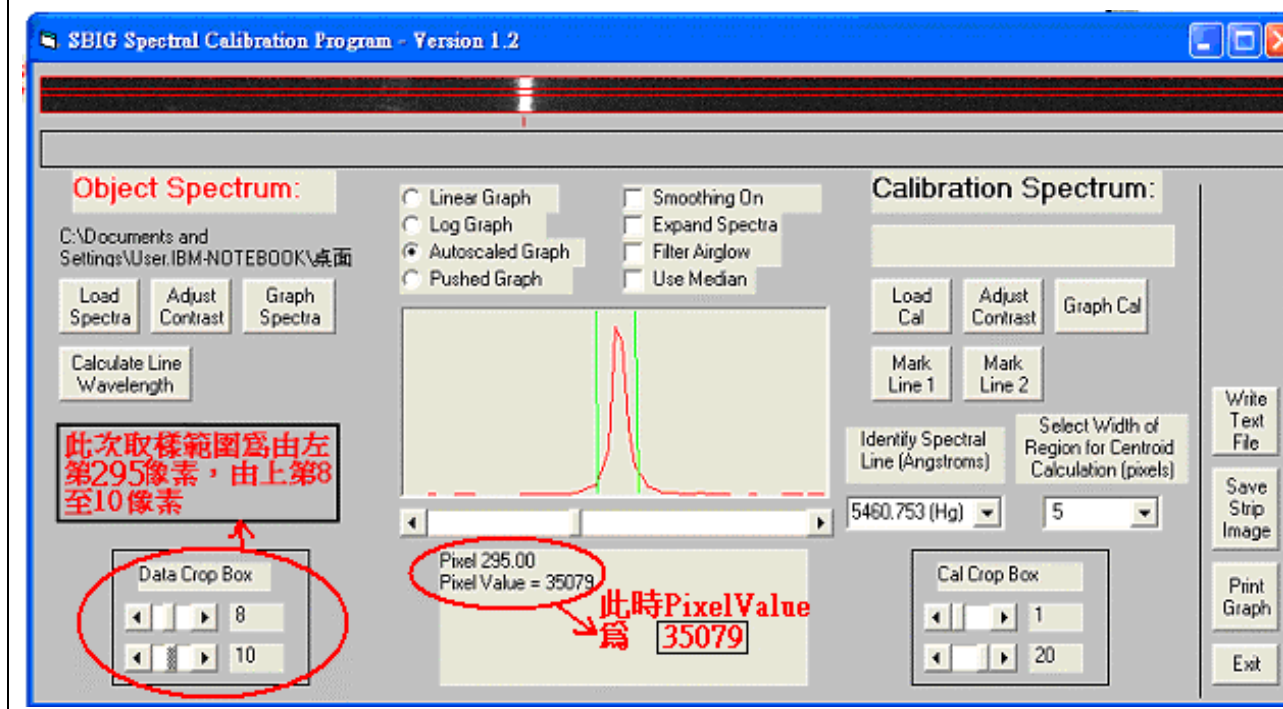 SBIG Spectral Calibration Program - Version 1.2
Object Spectrum:
C:\Documents and
Settings\User.IBM-NOTEBOOK\桌面
Load
Spectra
Adjust
Contrast
Graph
Spectra
Calculate Line
Wavelength
此次取樣範圍為由左
第295像素，由上第8
至10像素
Data Crop Box
8
10
Linear Graph
Log Graph
Autoscaled Graph
Pushed Graph
Smoothing On
Expand Spectra
Filter Airglow
Use Median
Pixel 295.00
Pixel Value = 35079
此時PixelValue
為 35079
Calibration Spectrum:
Load
Cal
Adjust
Contrast
Graph Cal
Mark
Line 1
Mark
Line 2
Identify Spectral
Line (Angstroms)
Select Width of
Region for Centroid
Calculation (pixels)
5460.753 (Hg)
5
Cal Crop Box
1
20
Write
Text
File
Save
Strip
Image
Print
Graph
Exit